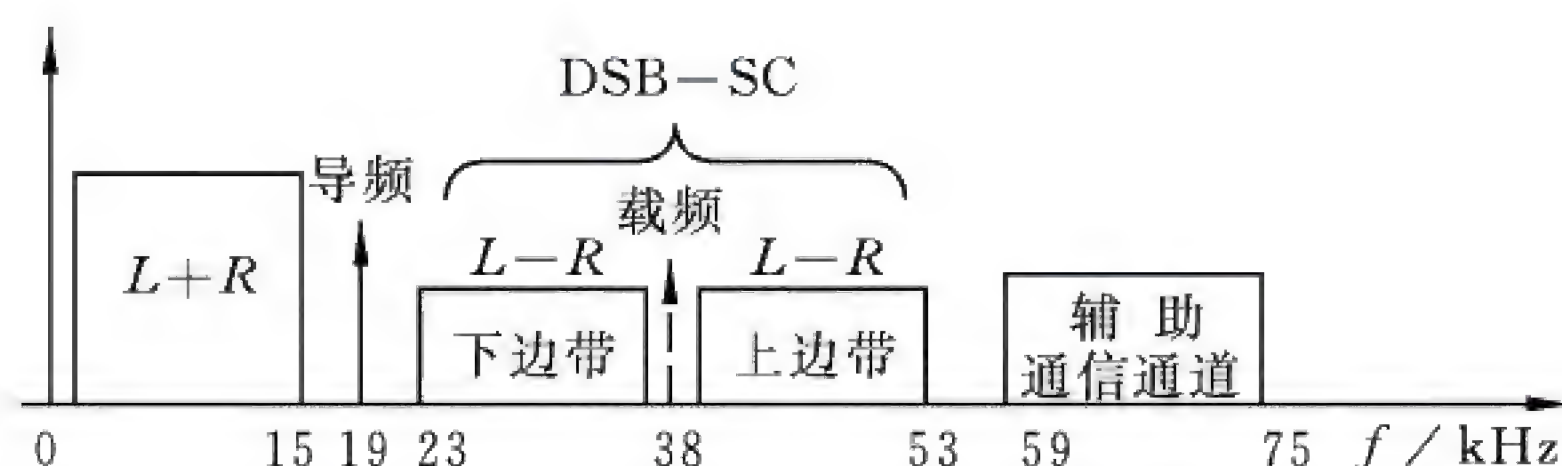 DSB—SC
导频
载频
L+R
L—R
L—R
下边带
上边带
辅 助
通信通道
0 15 19 23 38 53 59 75 f / kHz